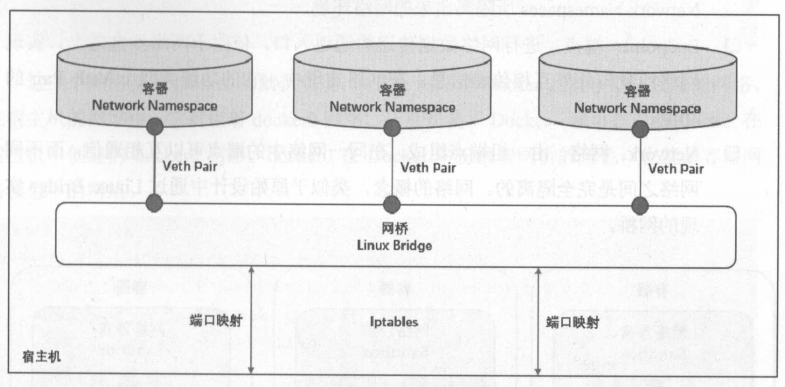 容器
Network Namespace
容器
Network Namespace
容器
Network Namespace
Veth Pair
Veth Pair
Veth Pair
网桥
Linux Bridge
端口映射
Iptables
端口映射
宿主机